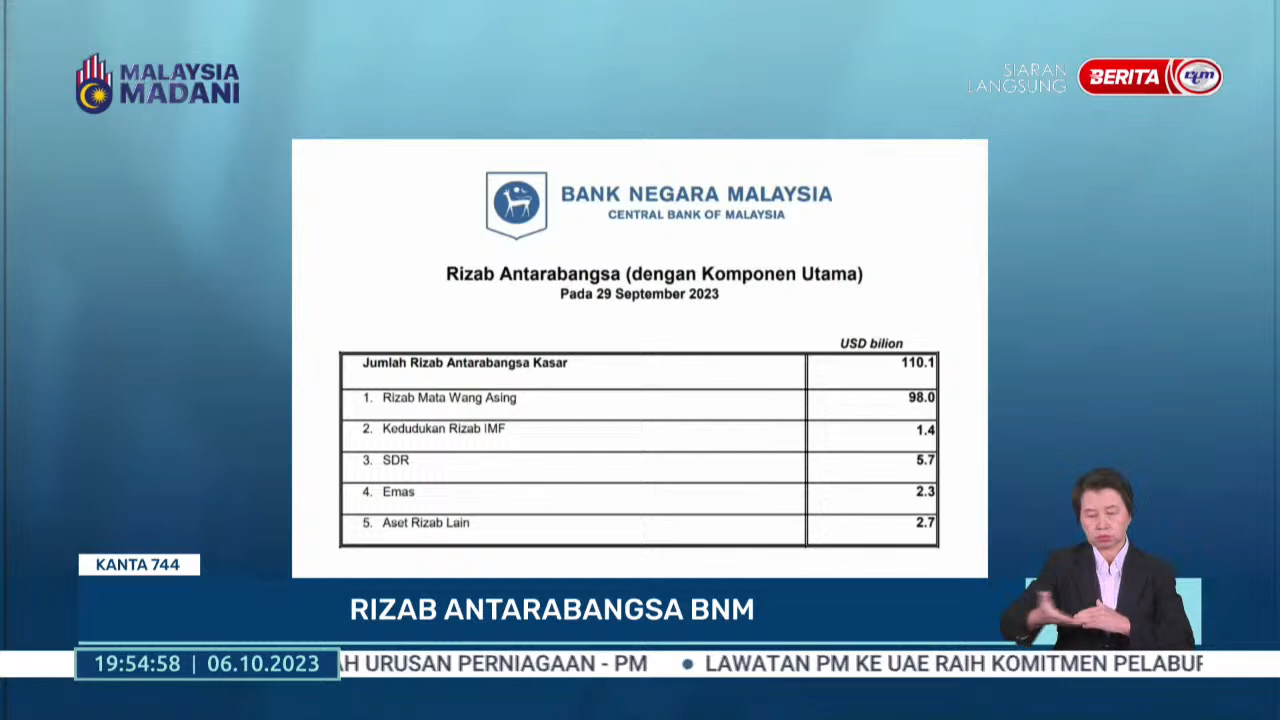 MALAYSIA
MADANI
SIARAN
LANGSUNG
BERITA
rtm
BANK NEGARA MALAYSIA
CENTRAL BANK OF MALAYSIA
Rizab Antarabangsa (dengan Komponen Utama)
Pada 29 September 2023
USD bilion
Jumlah Rizab Antarabangsa Kasar 110.1
1. Rizab Mata Wang Asing 98.0
2. Kedudukan Rizab IMF 1.4
3. SDR 5.7
4. Emas 2.3
5. Aset Rizab Lain 2.7
KANTA 744
RIZAB ANTARABANGSA BNM
19:54:58 | 06.10.2023 AH URUSAN PERNIAGAAN - PM • LAWATAN PM KE UAE RAIH KOMITMEN PELABUR